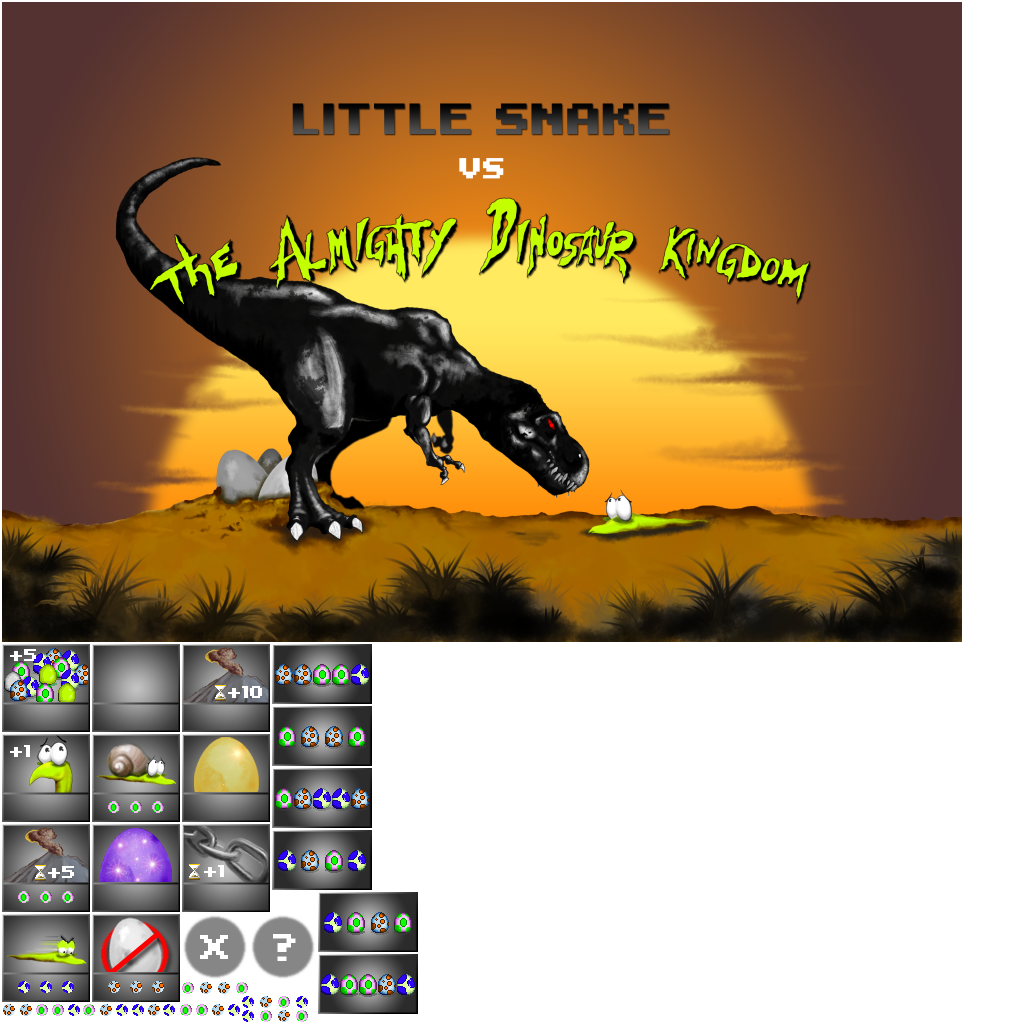 LITTLE SNAKE
VS
THE ALMIGHTY DINOSAUR KINGDOM
+5
+10
+1
+5
+1
X ?